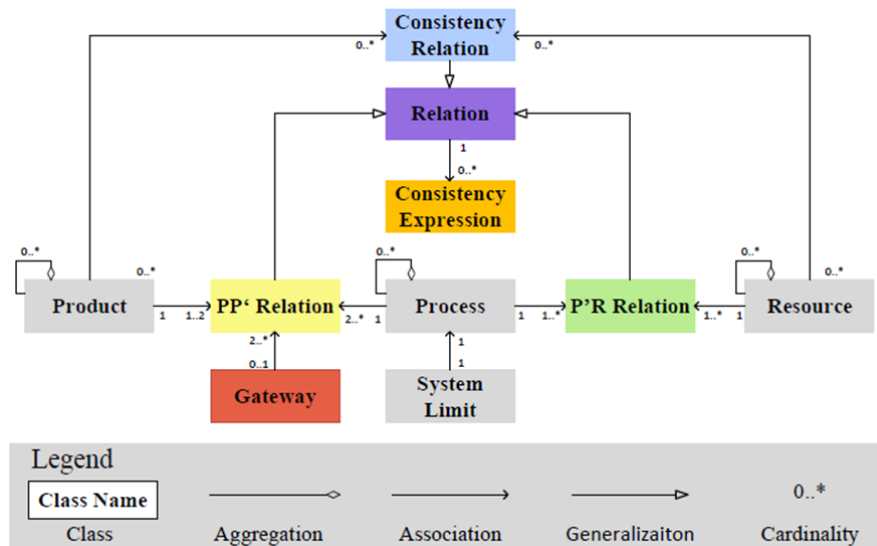 Consistency
Relation
0..*
0..*
Relation
1
0..*
Consistency
Expression
0..*
0..*
0..*
0..*
0..*
Product
1
1..2
PP‘ Relation
2..*
1
Process
1
1..*
P'R Relation
1..*
1
Resource
2..*
0..1
Gateway
1
1
System
Limit
Legend
Class Name
0..*
Class
Aggregation
Association
Generalizaiton
Cardinality